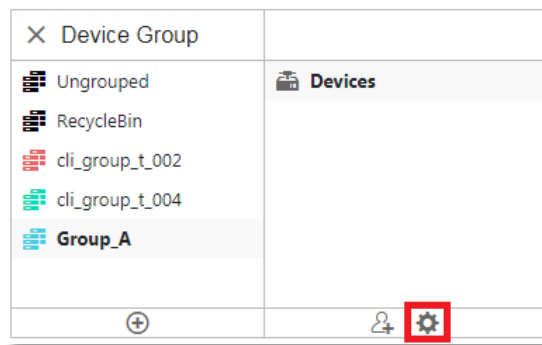 Device Group
Ungrouped
Devices
RecycleBin
cli_group_t_002
cli_group_t_004
Group_A